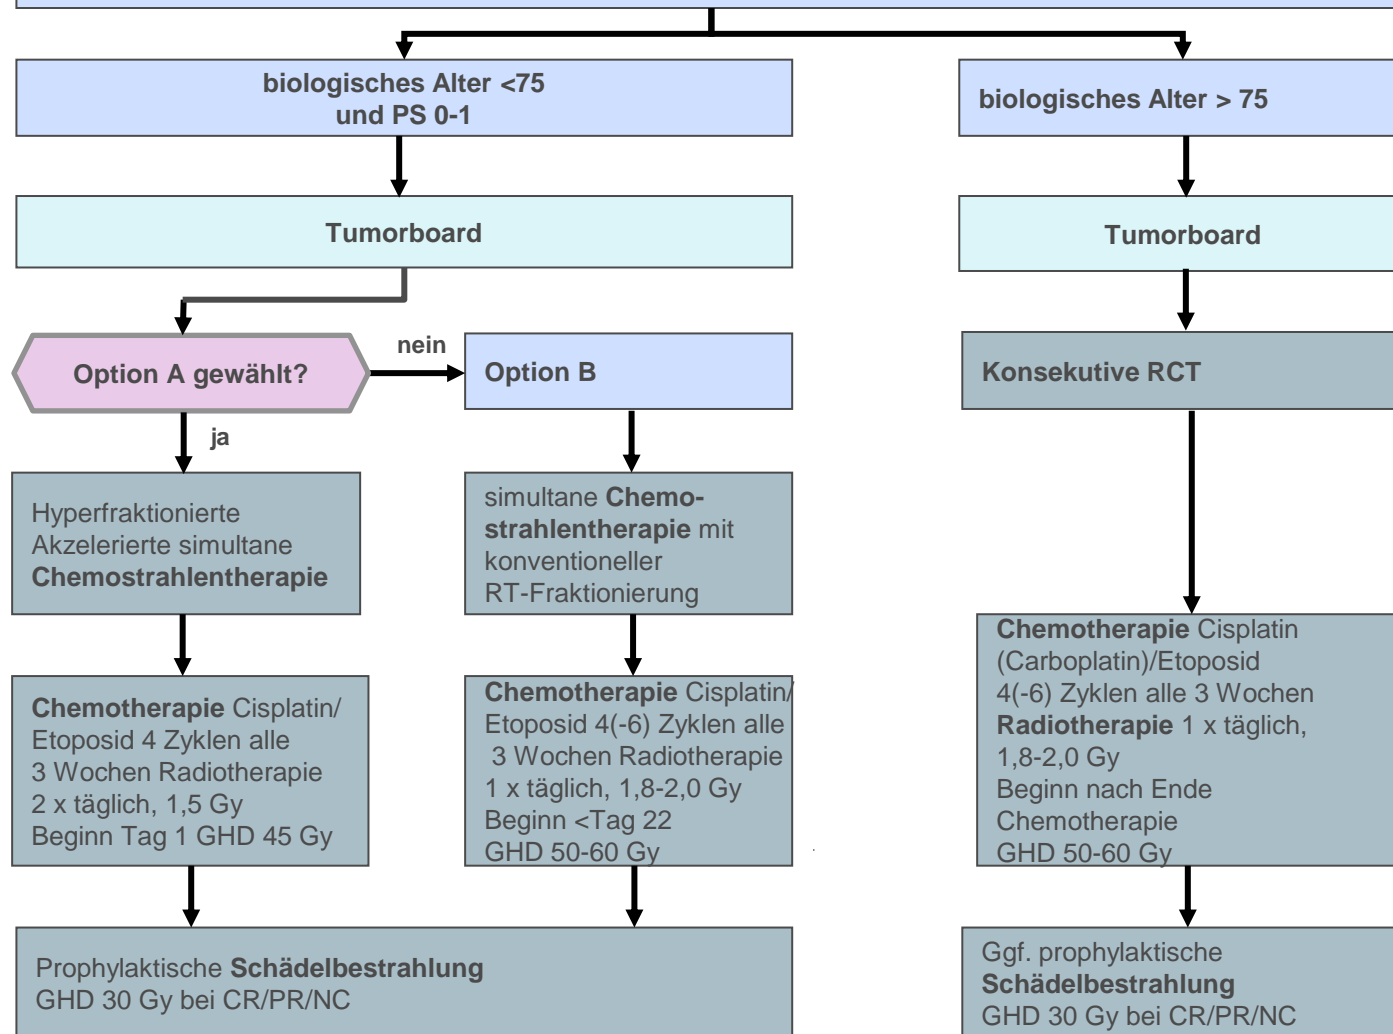 biologisches Alter <75
und PS 0-1
biologisches Alter > 75
Tumorboard
Tumorboard
Option A gewählt?
nein
Option B
Konsekutive RCT
ja
Hyperfraktionierte
Akzelerierte simultane
Chemostrahlentherapie
simultane Chemo-
strahlentherapie mit
konventioneller
RT-Fraktionierung
Chemotherapie Cisplatin/
Etoposid 4 Zyklen alle
3 Wochen Radiotherapie
2 x täglich, 1,5 Gy
Beginn Tag 1 GHD 45 Gy
Chemotherapie Cisplatin/
Etoposid 4(-6) Zyklen alle
3 Wochen Radiotherapie
1 x täglich, 1,8-2,0 Gy
Beginn <Tag 22
GHD 50-60 Gy
Chemotherapie Cisplatin
(Carboplatin)/Etoposid
4(-6) Zyklen alle 3 Wochen
Radiotherapie 1 x täglich,
1,8-2,0 Gy
Beginn nach Ende
Chemotherapie
GHD 50-60 Gy
Prophylaktische Schädelbestrahlung
GHD 30 Gy bei CR/PR/NC
Ggf. prophylaktische
Schädelbestrahlung
GHD 30 Gy bei CR/PR/NC